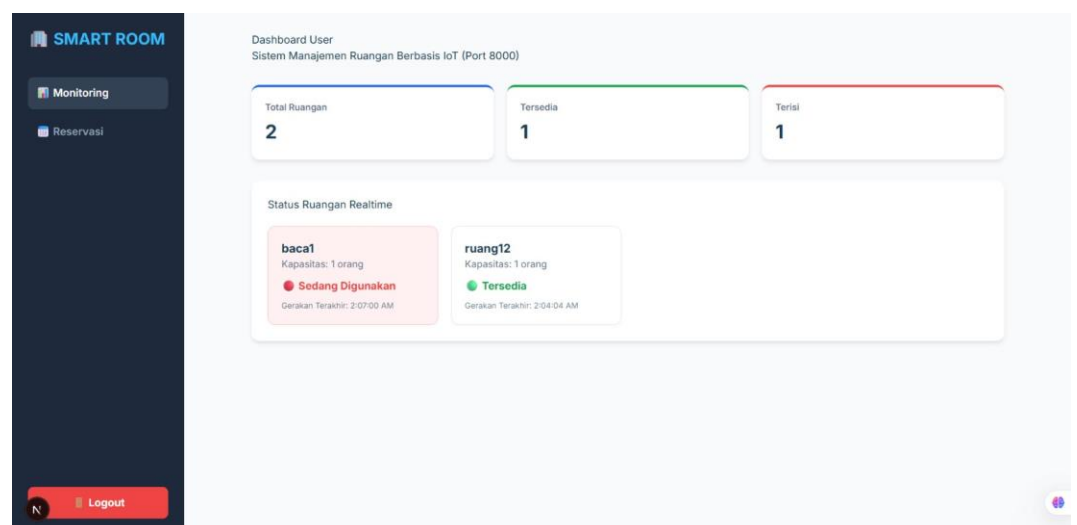 SMART ROOM
Monitoring
Reservasi
Dashboard User
Sistem Manajemen Ruangan Berbasis IoT (Port 8000)
Total Ruangan
2
Tersedia
1
Terisi
1
Status Ruangan Realtime
baca1
Kapasitas: 1 orang
Sedang Digunakan
Gerakan Terakhir: 2:07:00 AM
ruang12
Kapasitas: 1 orang
Tersedia
Gerakan Terakhir: 2:04:04 AM
N
Logout